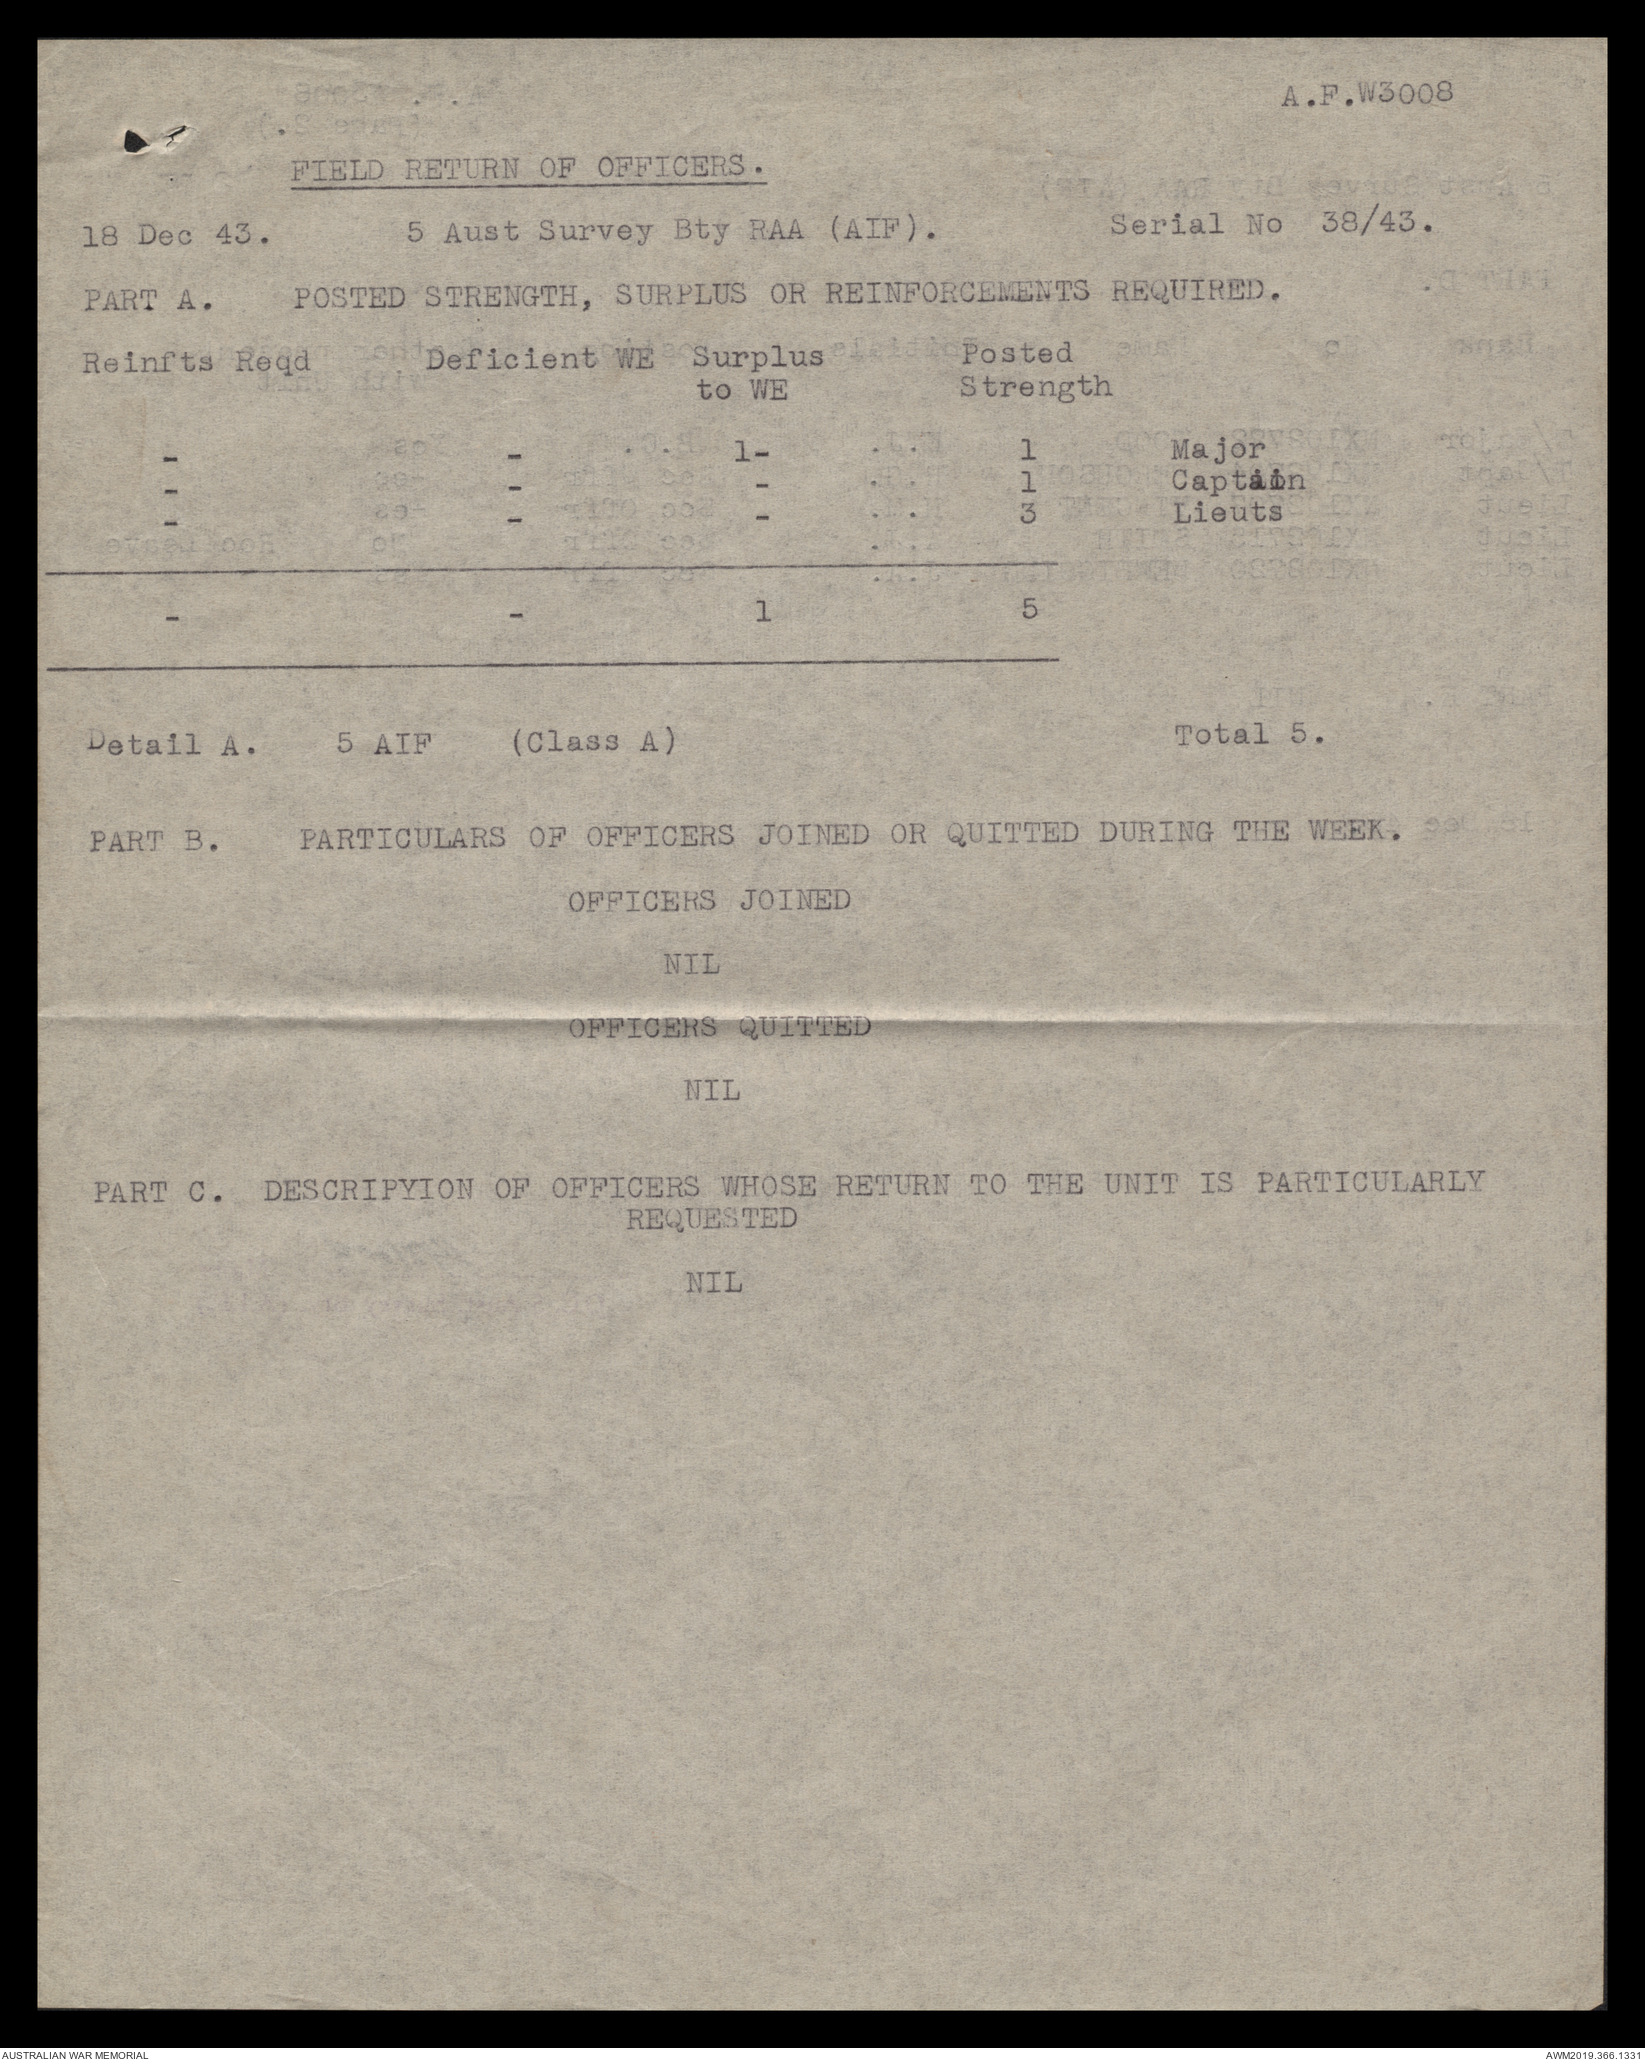 A.F.W3008
FIELD RETURN OF OFFICERS.
18 Dec 43. 5 Aust Survey Bty RAA (AIF). Serial No 38/43.
PART A. POSTED STRENGTH, SURPLUS OR REINFORCEMENTS REQUIRED.
Reinfts Reqd Deficient WE Surplus Posted
to WE Strength
- - 1- 1 Major
- - - 1 Captain
- - - 3 Lieuts
- - 1 5
Detail A. 5 AIF (Class A) Total 5.
PART B. PARTICULARS OF OFFICERS JOINED OR QUITTED DURING THE WEEK.
OFFICERS JOINED
NIL
OFFICERS QUITTED
NIL
PART C. DESCRIPYION OF OFFICERS WHOSE RETURN TO THE UNIT IS PARTICULARLY
REQUESTED
NIL
AUSTRALIAN WAR MEMORIAL AWM2019.366.1331